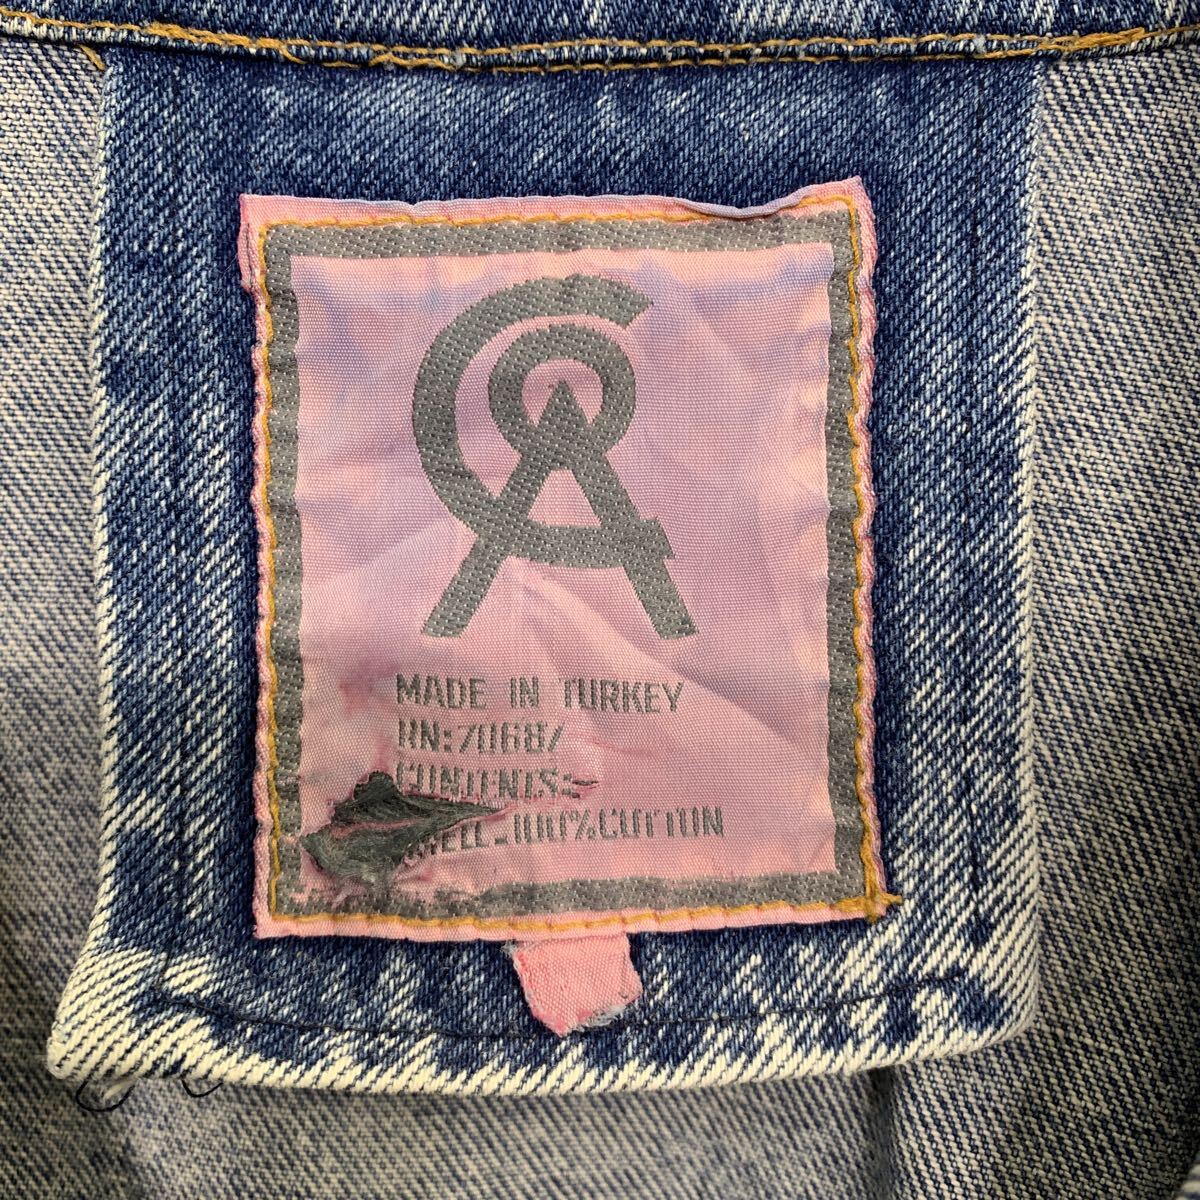 MADE IN TURKEY
RN:70687
CONTENTS:
SHELL-100%COTTON